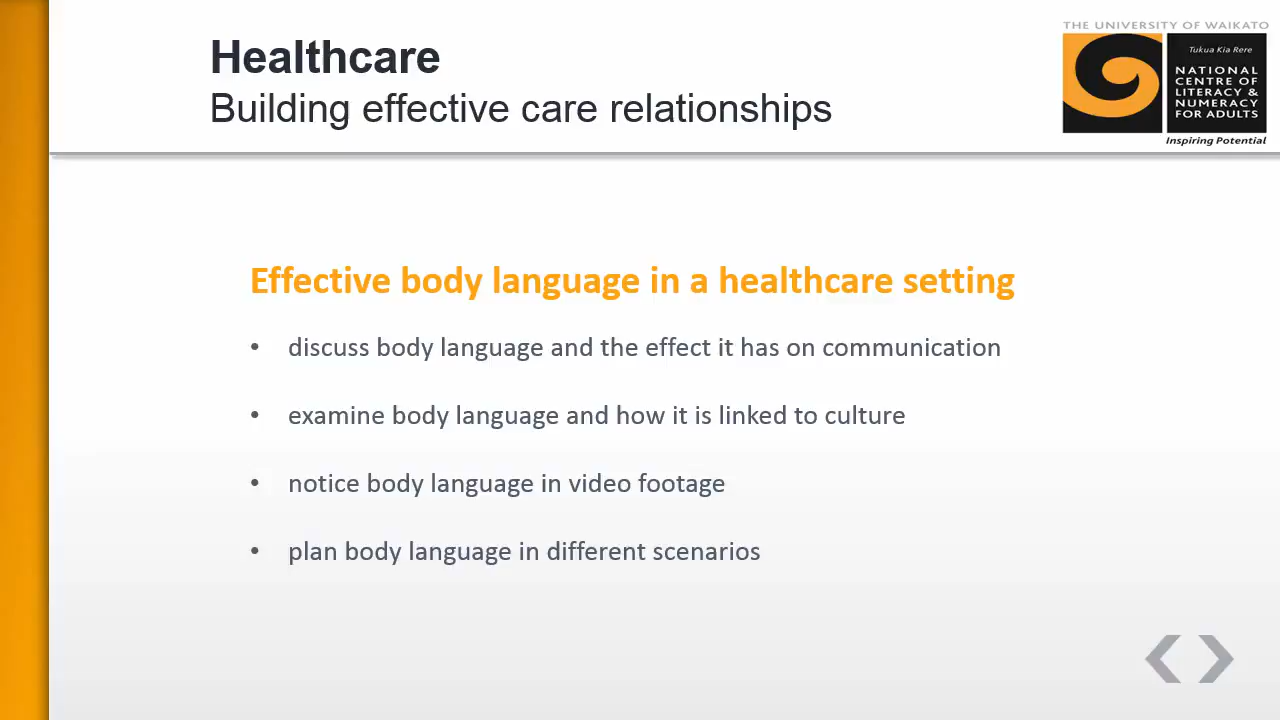 Healthcare
Building effective care relationships
THE UNIVERSITY OF WAIKATO
Tukua Kia Rere
NATIONAL
CENTRE OF
LITERACY &
NUMERACY
FOR ADULTS
Inspiring Potential
Effective body language in a healthcare setting
• discuss body language and the effect it has on communication
• examine body language and how it is linked to culture
• notice body language in video footage
• plan body language in different scenarios